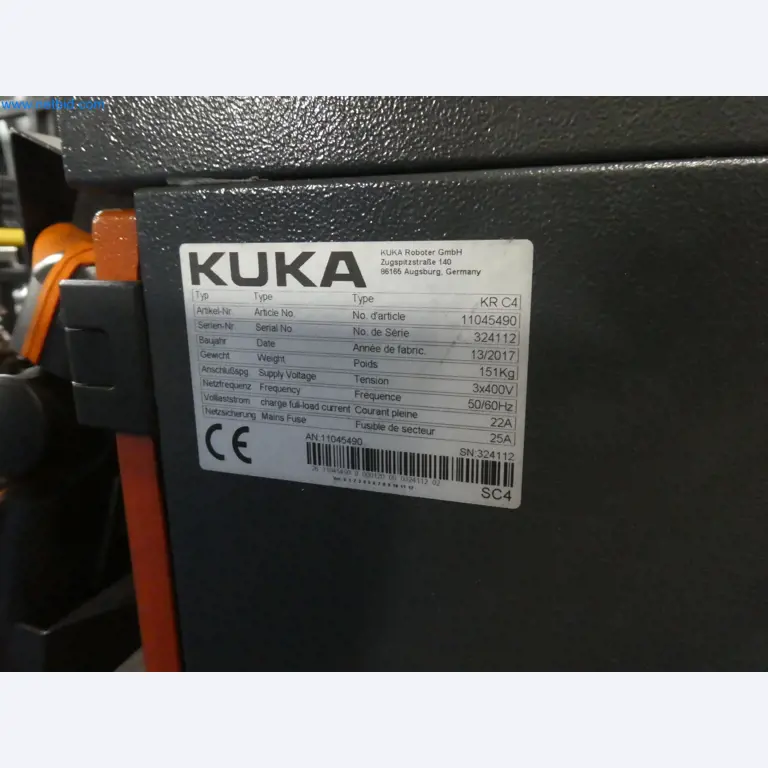 KUKA
KUKA Roboter GmbH
Zugspitzstraße 140
86165 Augsburg, Germany
Typ Type Type KR C4
Artikel-Nr. Article No. No. d'article 11045490
Serien-Nr. Serial No No. de Série 324112
Baujahr Date Année de fabric. 13/2017
Gewicht Weight Poids 151Kg
Anschlußspg. Supply Voltage Tension 3x400V
Netzfrequenz Frequency Fréquence 50/60Hz
Vollaststrom charge full-load current Courant pleine 22A
Netzsicherung Mains Fuse Fusible de secteur 25A
CE
AN:11045490 SN:324112
SC4